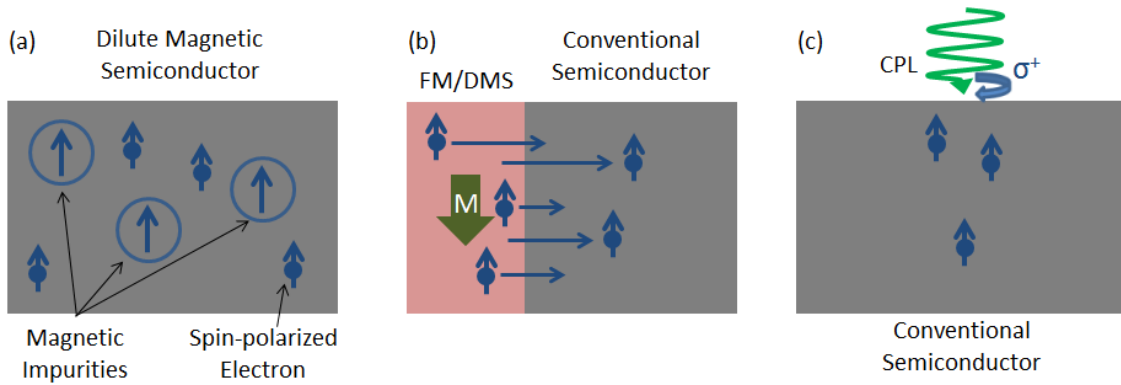 (a)
Dilute Magnetic
Semiconductor
Magnetic
Impurities
Spin-polarized
Electron
(b)
Conventional
Semiconductor
FM/DMS
M
(c)
CPL
σ+
Conventional
Semiconductor